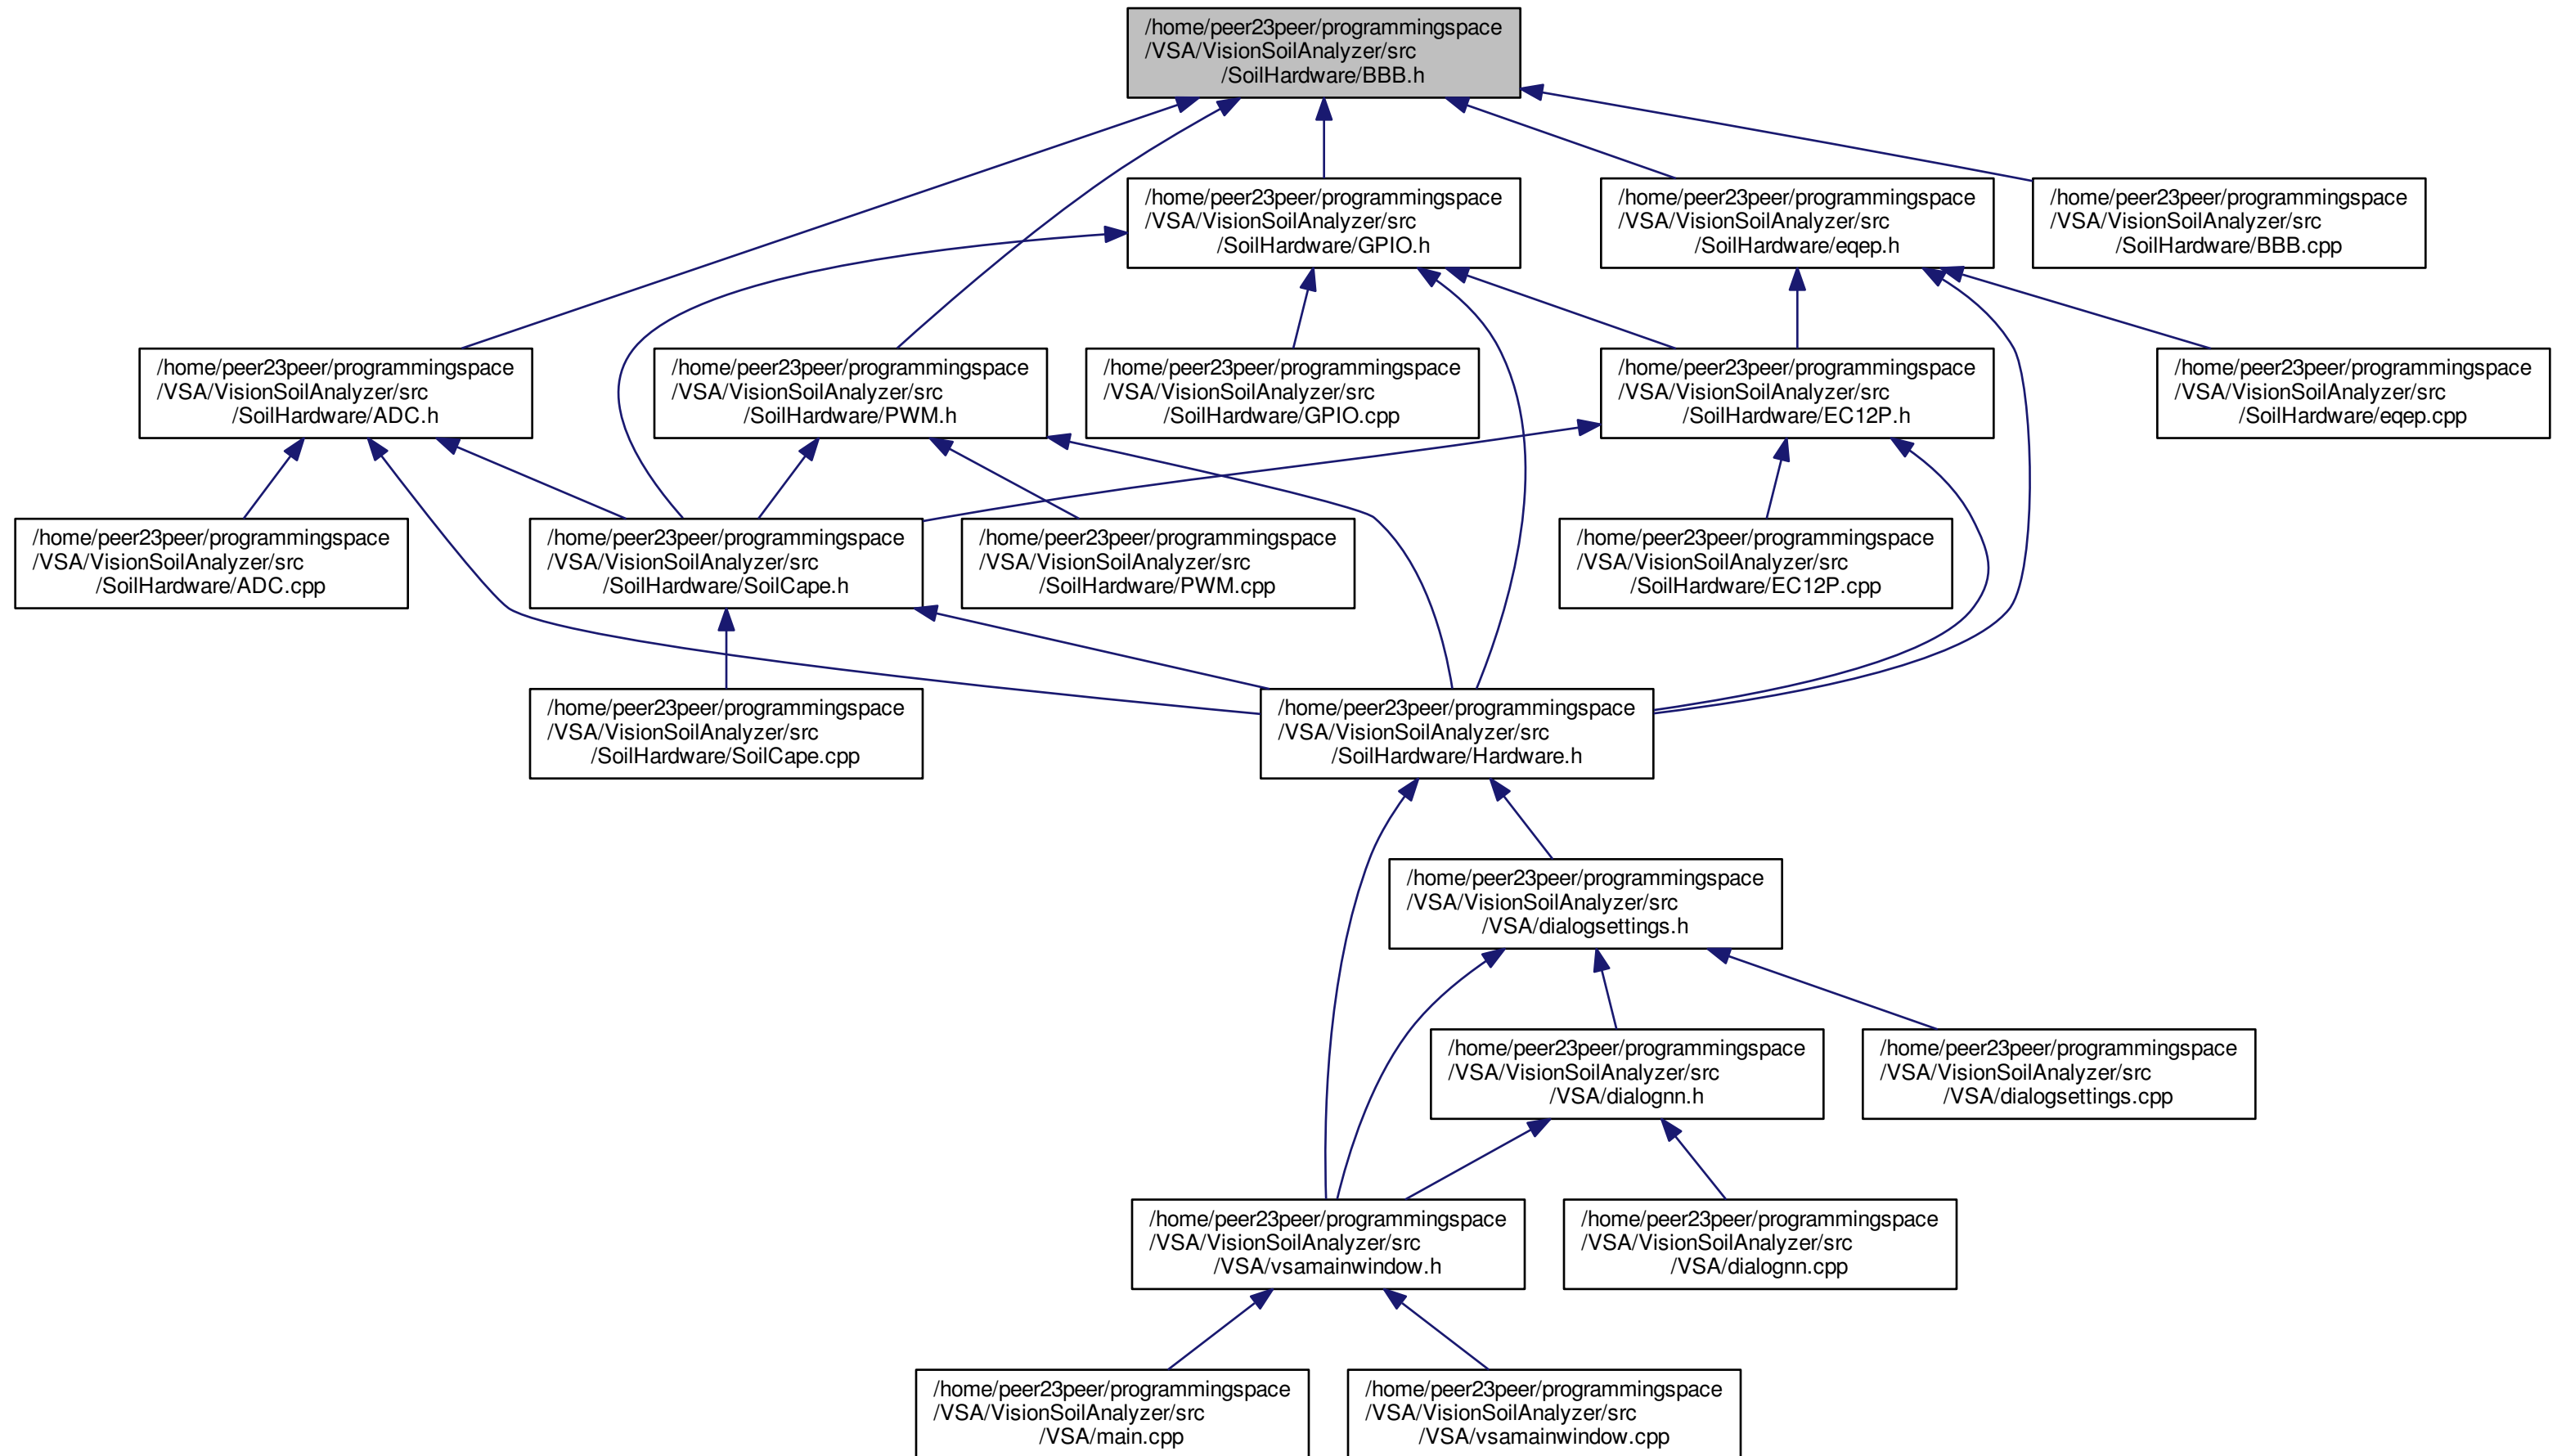 /home/peer23peer/programmingspace
/VSA/VisionSoilAnalyzer/src
/SoilHardware/BBB.h
/home/peer23peer/programmingspace
/VSA/VisionSoilAnalyzer/src
/SoilHardware/GPIO.h
/home/peer23peer/programmingspace
/VSA/VisionSoilAnalyzer/src
/SoilHardware/eqep.h
/home/peer23peer/programmingspace
/VSA/VisionSoilAnalyzer/src
/SoilHardware/BBB.cpp
/home/peer23peer/programmingspace
/VSA/VisionSoilAnalyzer/src
/SoilHardware/ADC.h
/home/peer23peer/programmingspace
/VSA/VisionSoilAnalyzer/src
/SoilHardware/PWM.h
/home/peer23peer/programmingspace
/VSA/VisionSoilAnalyzer/src
/SoilHardware/GPIO.cpp
/home/peer23peer/programmingspace
/VSA/VisionSoilAnalyzer/src
/SoilHardware/EC12P.h
/home/peer23peer/programmingspace
/VSA/VisionSoilAnalyzer/src
/SoilHardware/eqep.cpp
/home/peer23peer/programmingspace
/VSA/VisionSoilAnalyzer/src
/SoilHardware/ADC.cpp
/home/peer23peer/programmingspace
/VSA/VisionSoilAnalyzer/src
/SoilHardware/SoilCape.h
/home/peer23peer/programmingspace
/VSA/VisionSoilAnalyzer/src
/SoilHardware/PWM.cpp
/home/peer23peer/programmingspace
/VSA/VisionSoilAnalyzer/src
/SoilHardware/EC12P.cpp
/home/peer23peer/programmingspace
/VSA/VisionSoilAnalyzer/src
/SoilHardware/SoilCape.cpp
/home/peer23peer/programmingspace
/VSA/VisionSoilAnalyzer/src
/SoilHardware/Hardware.h
/home/peer23peer/programmingspace
/VSA/VisionSoilAnalyzer/src
/VSA/dialogsettings.h
/home/peer23peer/programmingspace
/VSA/VisionSoilAnalyzer/src
/VSA/dialognn.h
/home/peer23peer/programmingspace
/VSA/VisionSoilAnalyzer/src
/VSA/dialogsettings.cpp
/home/peer23peer/programmingspace
/VSA/VisionSoilAnalyzer/src
/VSA/vsamainwindow.h
/home/peer23peer/programmingspace
/VSA/VisionSoilAnalyzer/src
/VSA/dialognn.cpp
/home/peer23peer/programmingspace
/VSA/VisionSoilAnalyzer/src
/VSA/main.cpp
/home/peer23peer/programmingspace
/VSA/VisionSoilAnalyzer/src
/VSA/vsamainwindow.cpp